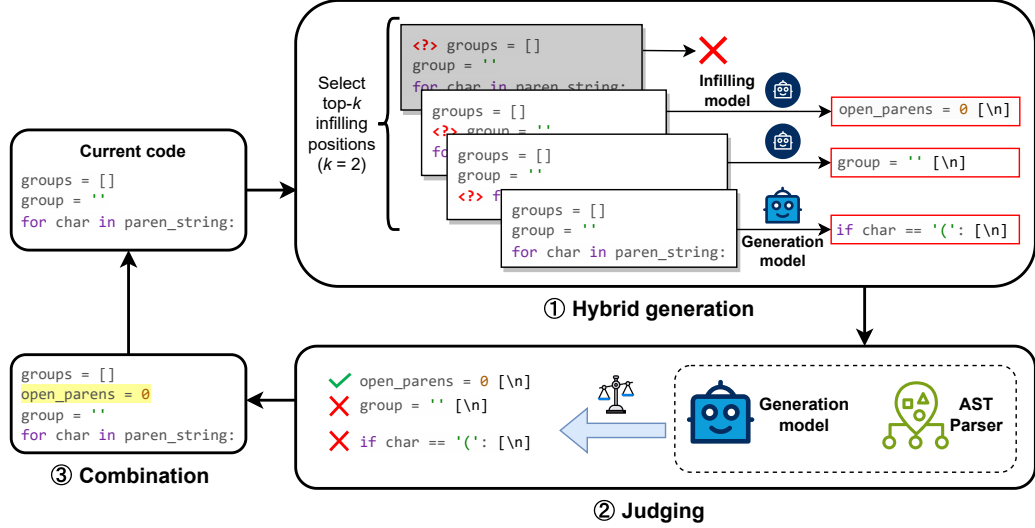 Current code
groups = []
group = ''
for char in paren_string:
Select
top-k
infilling
positions
(k = 2)
<?> groups = []
group = ''
for char in paren_string:
groups = []
<?> group = ''
fo
groups = []
group = ''
<?> f
groups = []
group = ''
for char in paren_string:
Infilling
model
Generation
model
open_parens = 0 [\n]
group = '' [\n]
if char == '(': [\n]
① Hybrid generation
open_parens = 0 [\n]
group = '' [\n]
if char == '(': [\n]
Generation
model
AST
Parser
② Judging
groups = []
open_parens = 0
group = ''
for char in paren_string:
③ Combination